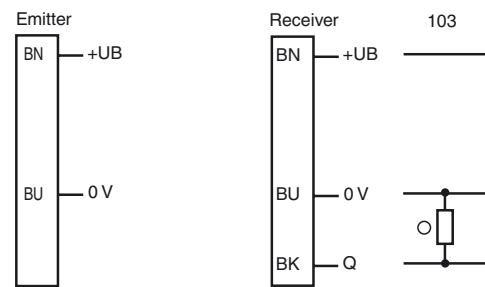 Emitter
BN +UB
BU 0 V
Receiver
BN +UB
BU 0 V
BK Q
103